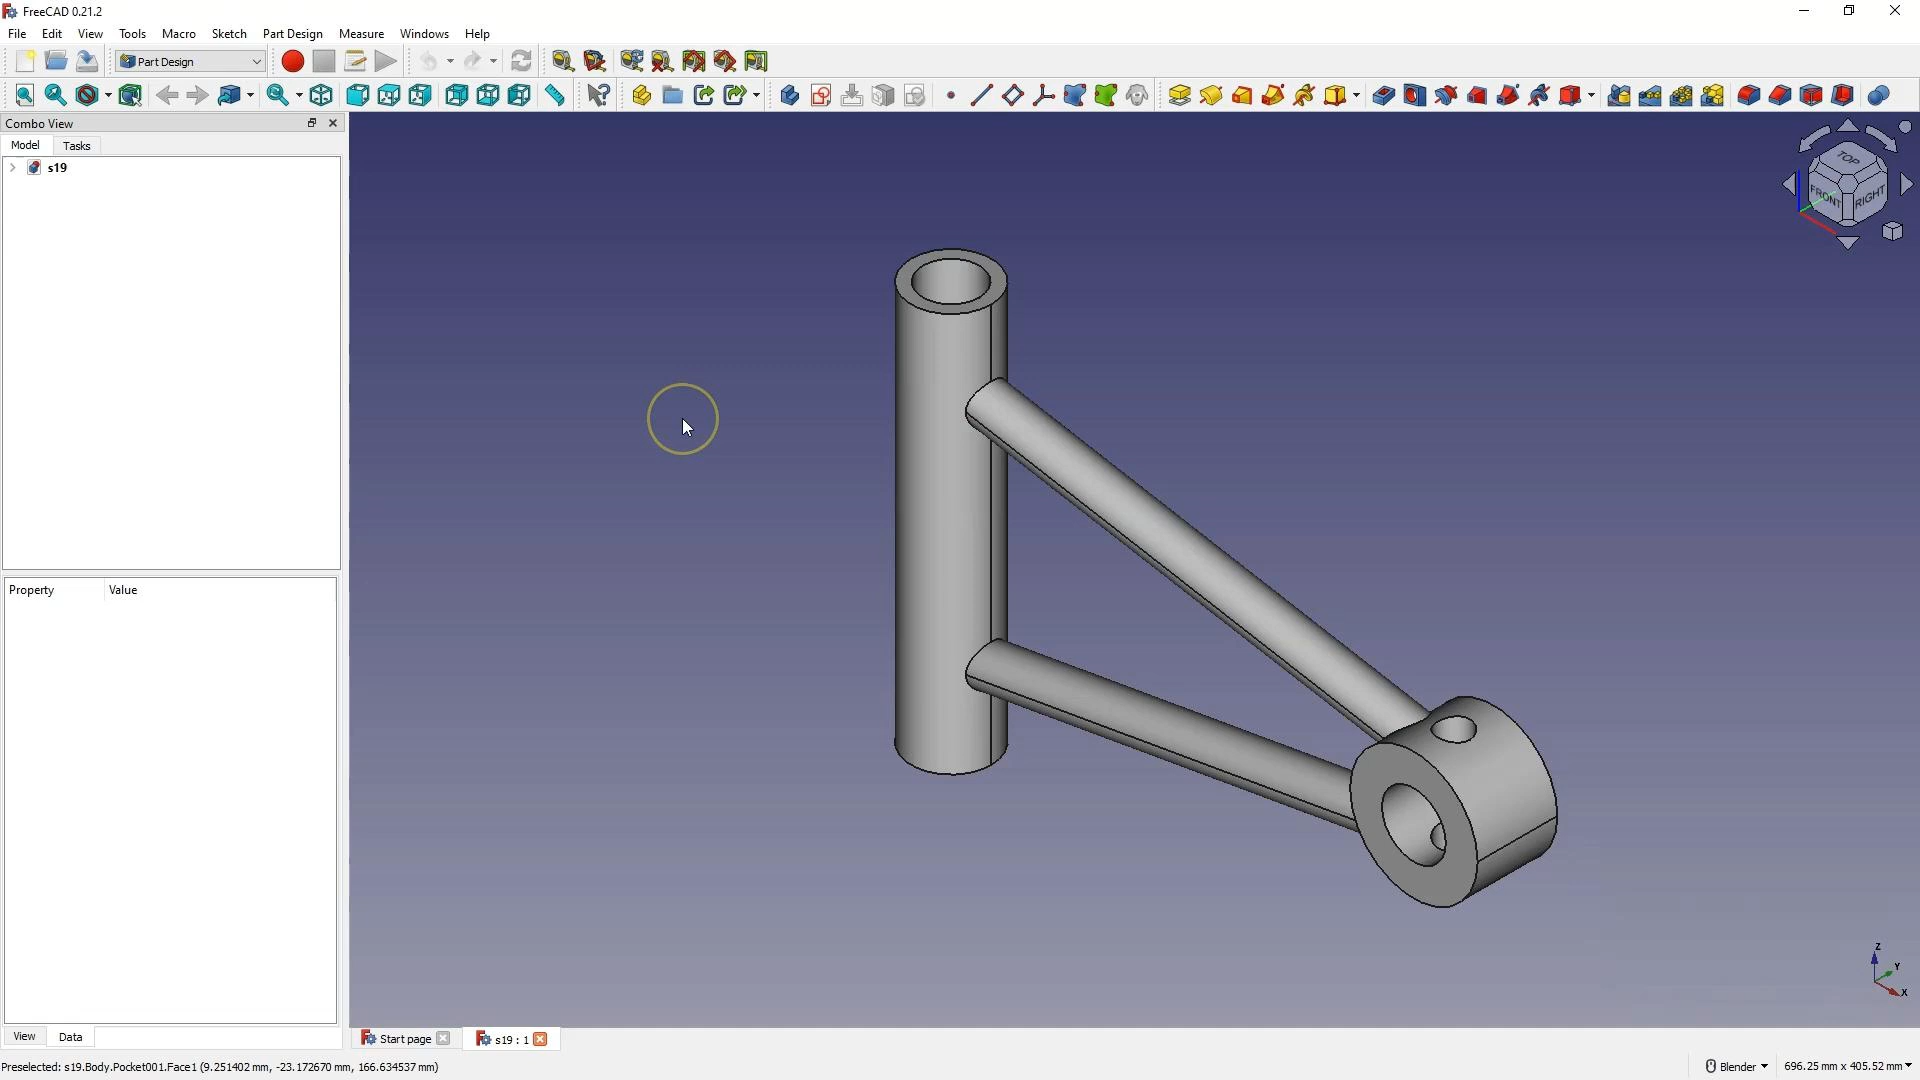 FreeCAD 0.21.2
File Edit View Tools Macro Sketch Part Design Measure Windows Help
Part Design
Combo View
Model Tasks
s19
TOP
FRONT RIGHT
Property Value
Z
Y
X
View Data
Start page s19 : 1
Preselected: s19.Body.Pocket001.Face1 (9.251402 mm, -23.172670 mm, 166.634537 mm)
Blender 696.25 mm x 405.52 mm